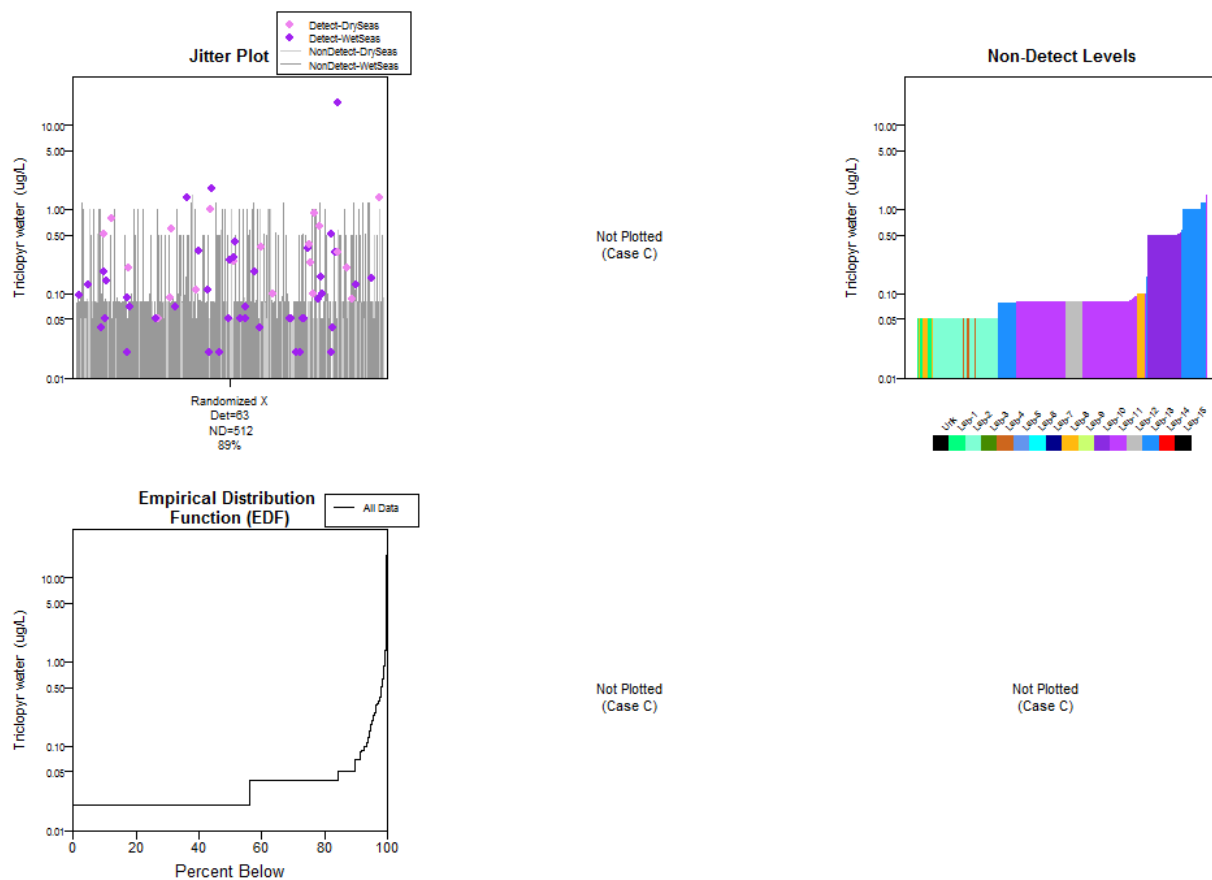 Jitter Plot
Detect-DrySeas
Detect-WetSeas
NonDetect-DrySeas
NonDetect-WetSeas
Triclopyr water (ug/L)
10.00
5.00
1.00
0.50
0.10
0.05
0.01
Randomized X
Det=63
ND=512
89%
Not Plotted
(Case C)
Non-Detect Levels
Triclopyr water (ug/L)
10.00
5.00
1.00
0.50
0.10
0.05
0.01
Unk
Lab-1
Lab-2
Lab-3
Lab-4
Lab-5
Lab-6
Lab-7
Lab-8
Lab-9
Lab-10
Lab-11
Lab-12
Lab-13
Lab-14
Lab-15
Empirical Distribution
Function (EDF)
All Data
Triclopyr water (ug/L)
10.00
5.00
1.00
0.50
0.10
0.05
0.01
0
20
40
60
80
100
Percent Below
Not Plotted
(Case C)
Not Plotted
(Case C)